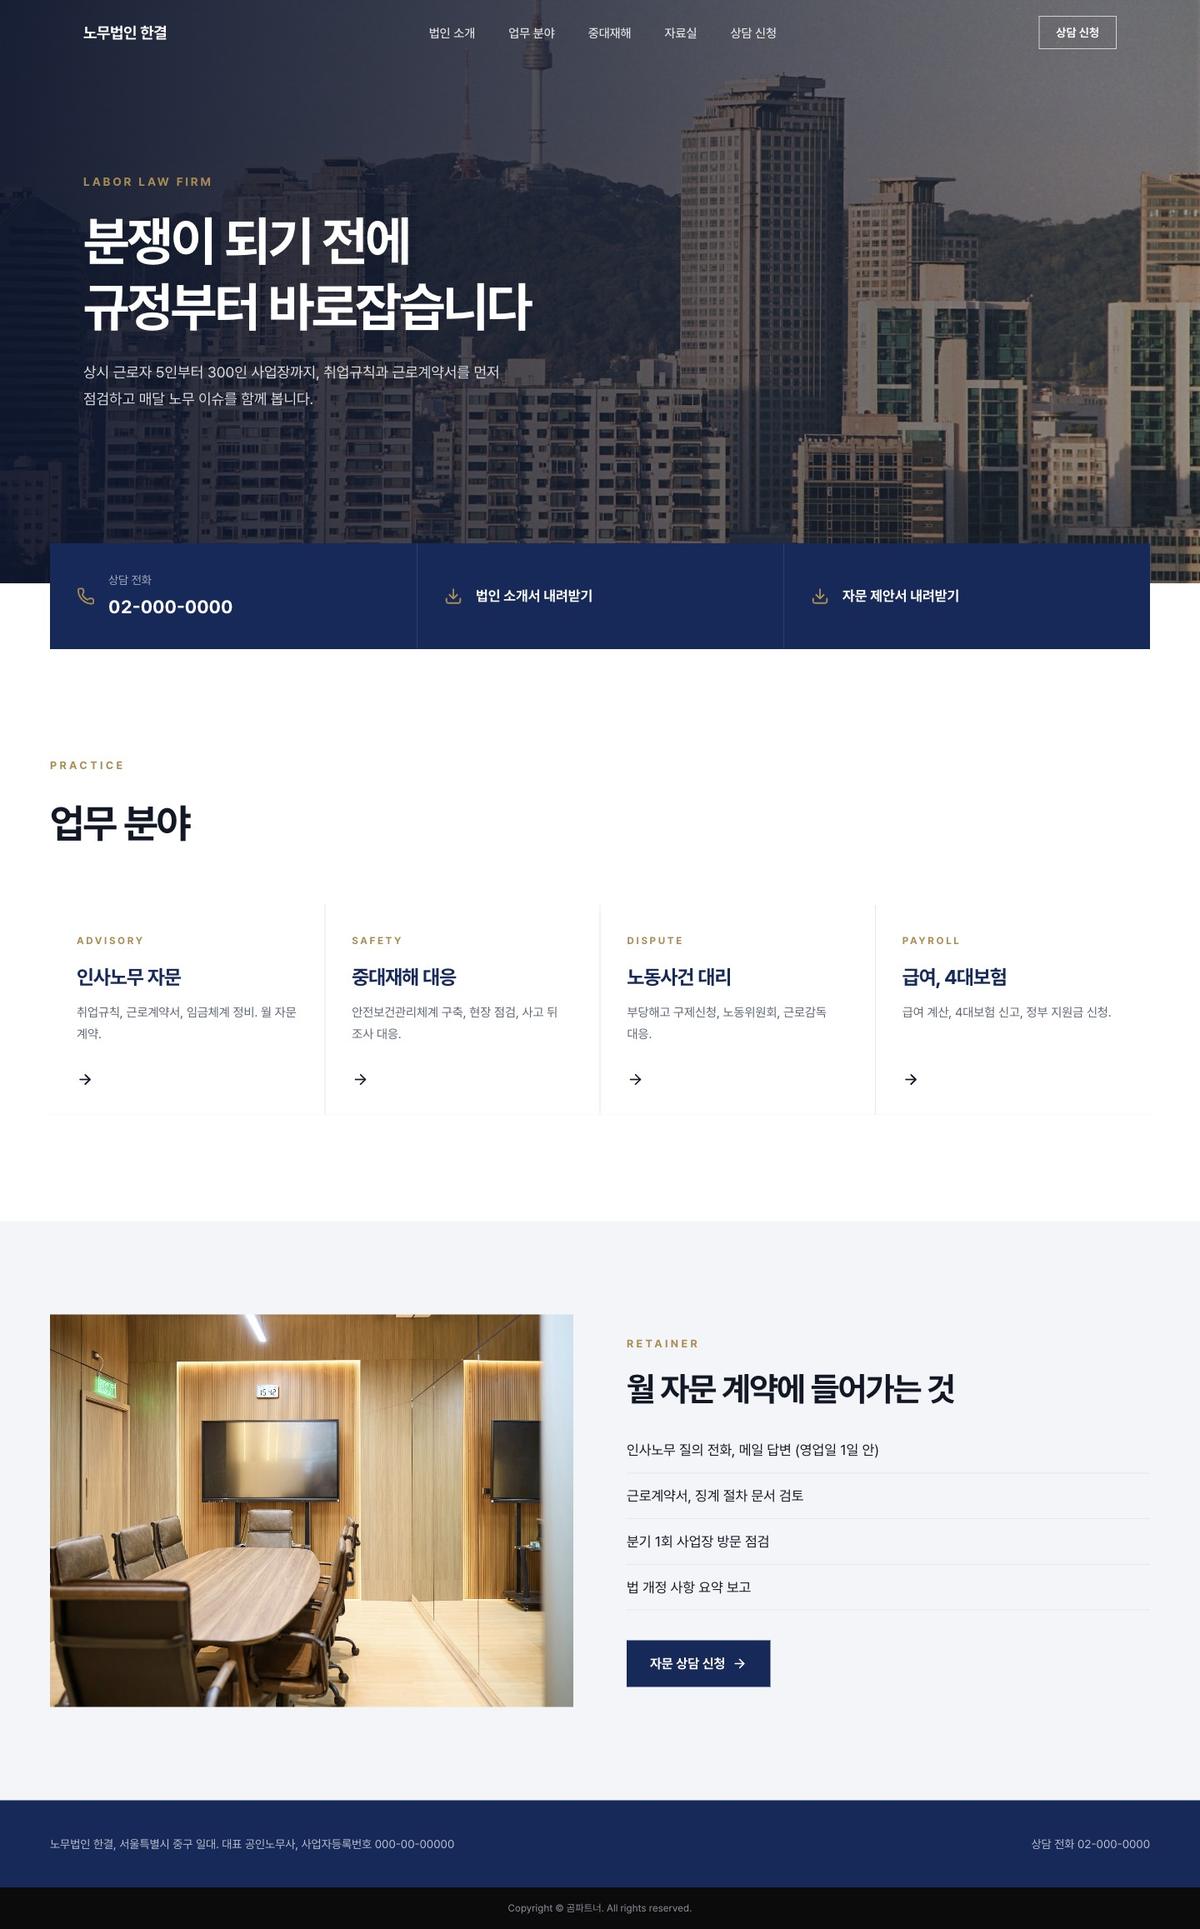 노무법인 한결
법인 소개
업무 분야
중대재해
자료실
상담 신청
상담 신청
LABOR LAW FIRM
분쟁이 되기 전에
규정부터 바로잡습니다
상시 근로자 5인부터 300인 사업장까지, 취업규칙과 근로계약서를 먼저
점검하고 매달 노무 이슈를 함께 봅니다.
상담 전화
02-000-0000
법인 소개서 내려받기
자문 제안서 내려받기
PRACTICE
업무 분야
ADVISORY
인사노무 자문
취업규칙, 근로계약서, 임금체계 정비. 월 자문
계약.
SAFETY
중대재해 대응
안전보건관리체계 구축, 현장 점검, 사고 뒤
조사 대응.
DISPUTE
노동사건 대리
부당해고 구제신청, 노동위원회, 근로감독
대응.
PAYROLL
급여, 4대보험
급여 계산, 4대보험 신고, 정부 지원금 신청.
15:42
RETAINER
월 자문 계약에 들어가는 것
인사노무 질의 전화, 메일 답변 (영업일 1일 안)
근로계약서, 징계 절차 문서 검토
분기 1회 사업장 방문 점검
법 개정 사항 요약 보고
자문 상담 신청
노무법인 한결, 서울특별시 중구 일대. 대표 공인노무사, 사업자등록번호 000-00-00000
상담 전화 02-000-0000
Copyright © 곰파트너. All rights reserved.